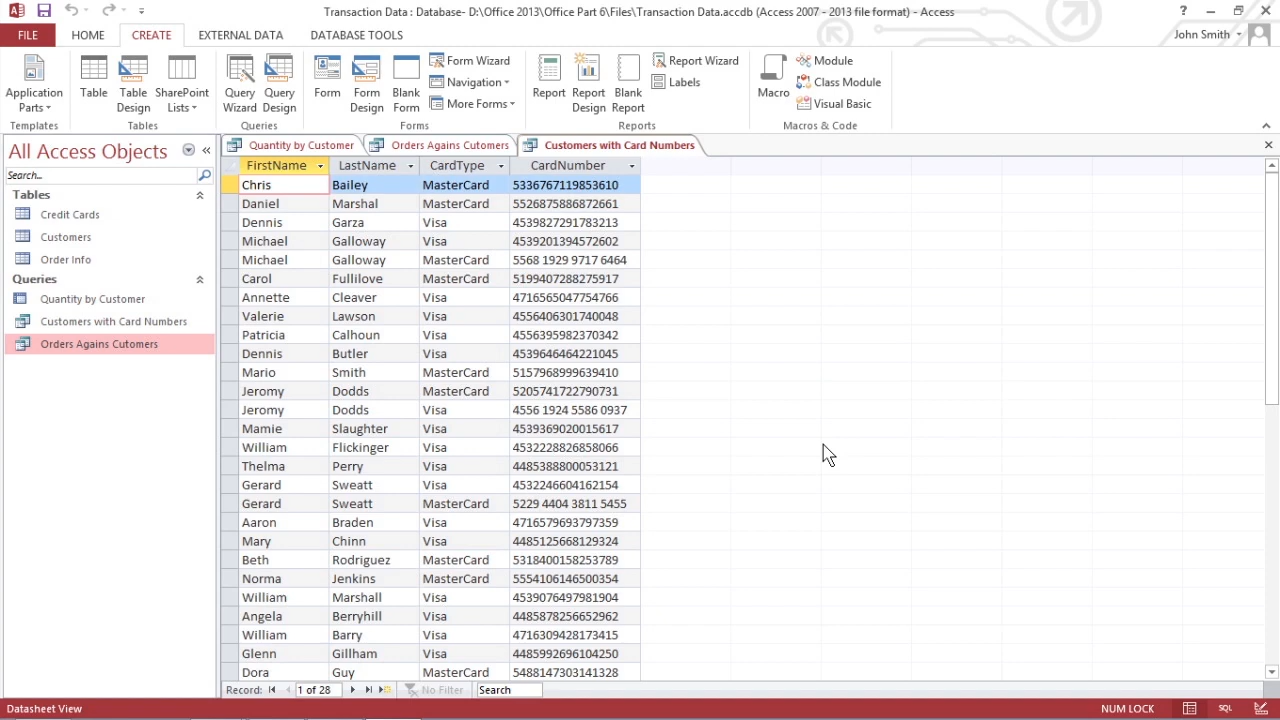 Transaction Data : Database- D:\Office 2013\Office Part 6\Files\Transaction Data.accdb (Access 2007 - 2013 file format) - Access
FILE HOME CREATE EXTERNAL DATA DATABASE TOOLS John Smith
Application Parts Table Table Design SharePoint Lists Query Wizard Query Design Form Form Design Blank Form Form Wizard Navigation More Forms Report Report Design Blank Report Report Wizard Labels Macro Module Class Module Visual Basic
Templates Tables Queries Forms Reports Macros & Code
All Access Objects
Search...
Tables
Credit Cards
Customers
Order Info
Queries
Quantity by Customer
Customers with Card Numbers
Orders Agains Cutomers
Quantity by Customer Orders Agains Cutomers Customers with Card Numbers
FirstName LastName CardType CardNumber
Chris Bailey MasterCard 5336767119853610
Daniel Marshal MasterCard 5526875886872661
Dennis Garza Visa 4539827291783213
Michael Galloway Visa 4539201394572602
Michael Galloway MasterCard 5568 1929 9717 6464
Carol Fullilove MasterCard 5199407288275917
Annette Cleaver Visa 4716565047754766
Valerie Lawson Visa 4556406301740048
Patricia Calhoun Visa 4556395982370342
Dennis Butler Visa 4539646464221045
Mario Smith MasterCard 5157968999639410
Jeromy Dodds MasterCard 5205741722790731
Jeromy Dodds Visa 4556 1924 5586 0937
Mamie Slaughter Visa 4539369020015617
William Flickinger Visa 4532228826858066
Thelma Perry Visa 4485388800053121
Gerard Sweatt Visa 4532246604162154
Gerard Sweatt MasterCard 5229 4404 3811 5455
Aaron Braden Visa 4716579693797359
Mary Chinn Visa 4485125668129324
Beth Rodriguez MasterCard 5318400158253789
Norma Jenkins MasterCard 5554106146500354
William Marshall Visa 4539076497981904
Angela Berryhill Visa 4485878256652962
William Barry Visa 4716309428173415
Glenn Gillham Visa 4485992696104250
Dora Guy MasterCard 5488147303141328
Record: 1 of 28 No Filter Search
Datasheet View NUM LOCK SQL